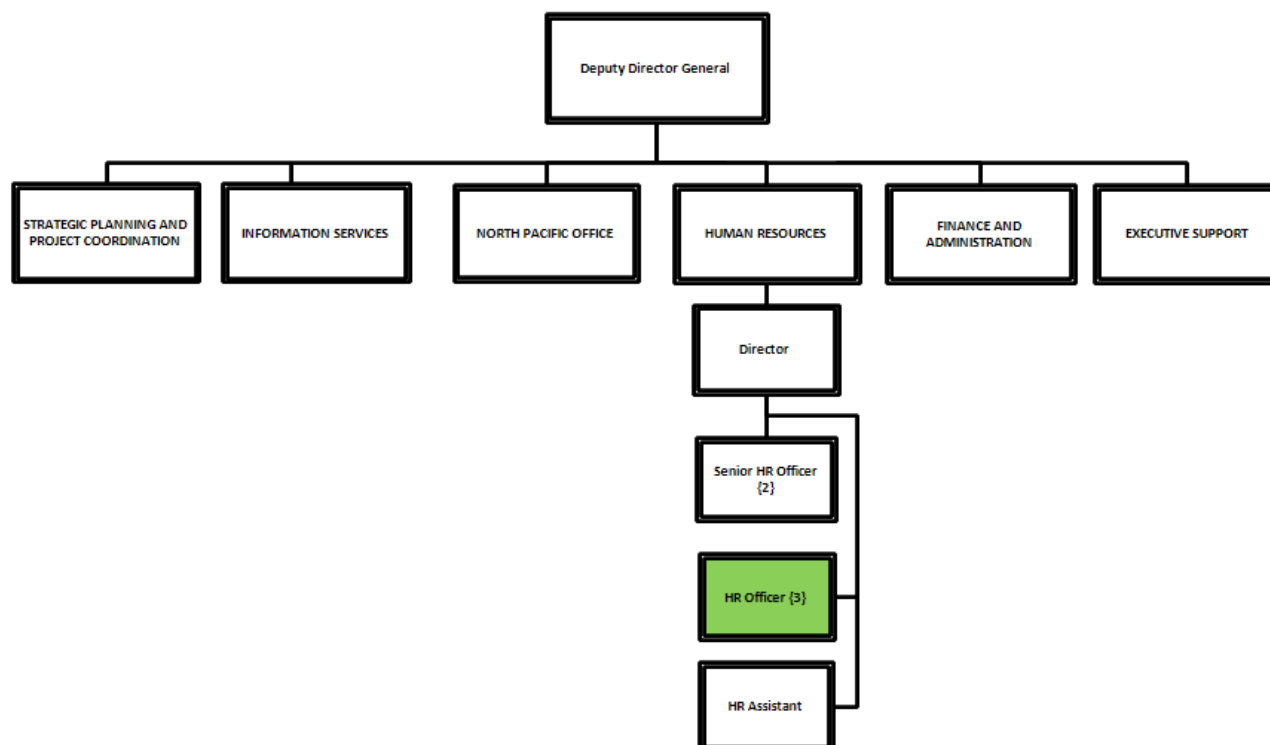 Deputy Director General
STRATEGIC PLANNING AND
PROJECT COORDINATION
INFORMATION SERVICES
NORTH PACIFIC OFFICE
HUMAN RESOURCES
FINANCE AND
ADMINISTRATION
EXECUTIVE SUPPORT
Director
Senior HR Officer
{2}
HR Officer {3}
HR Assistant